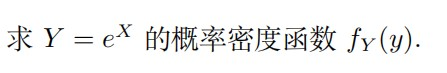 求 Y = e^X 的概率密度函数 f_Y(y).